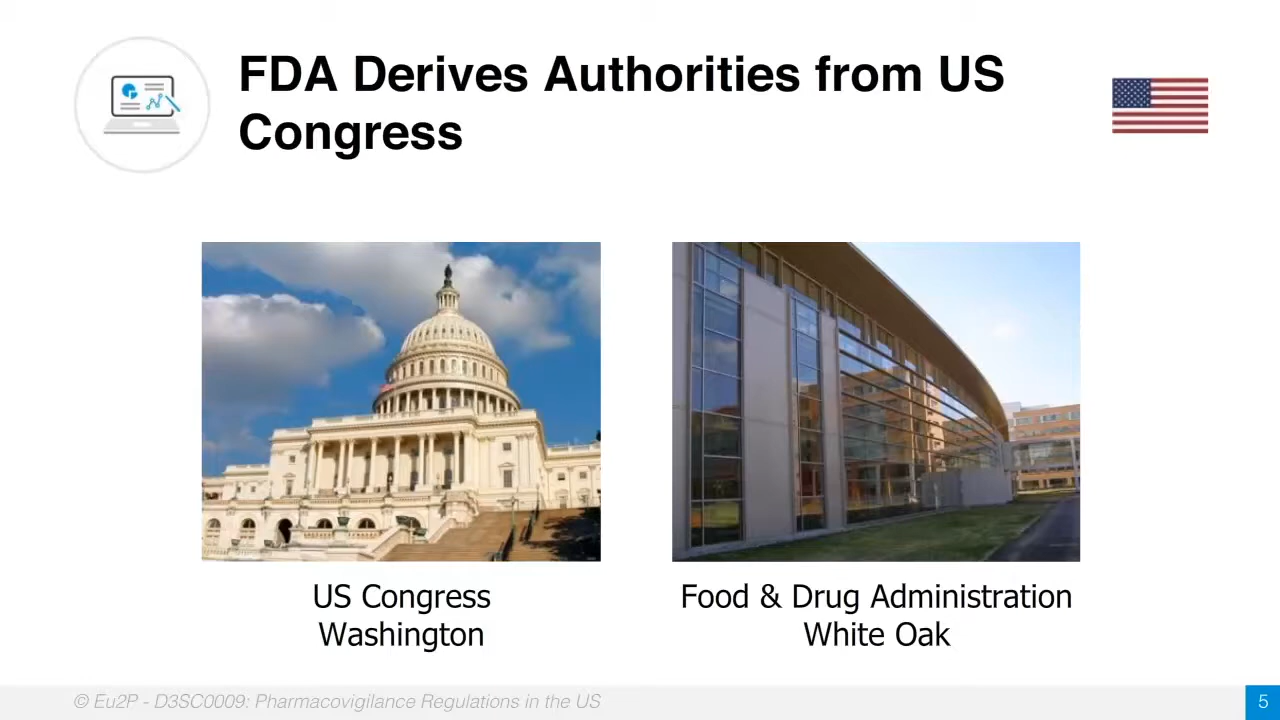 FDA Derives Authorities from US
Congress
US Congress
Washington
Food & Drug Administration
White Oak
© Eu2P - D3SC0009: Pharmacovigilance Regulations in the US
5